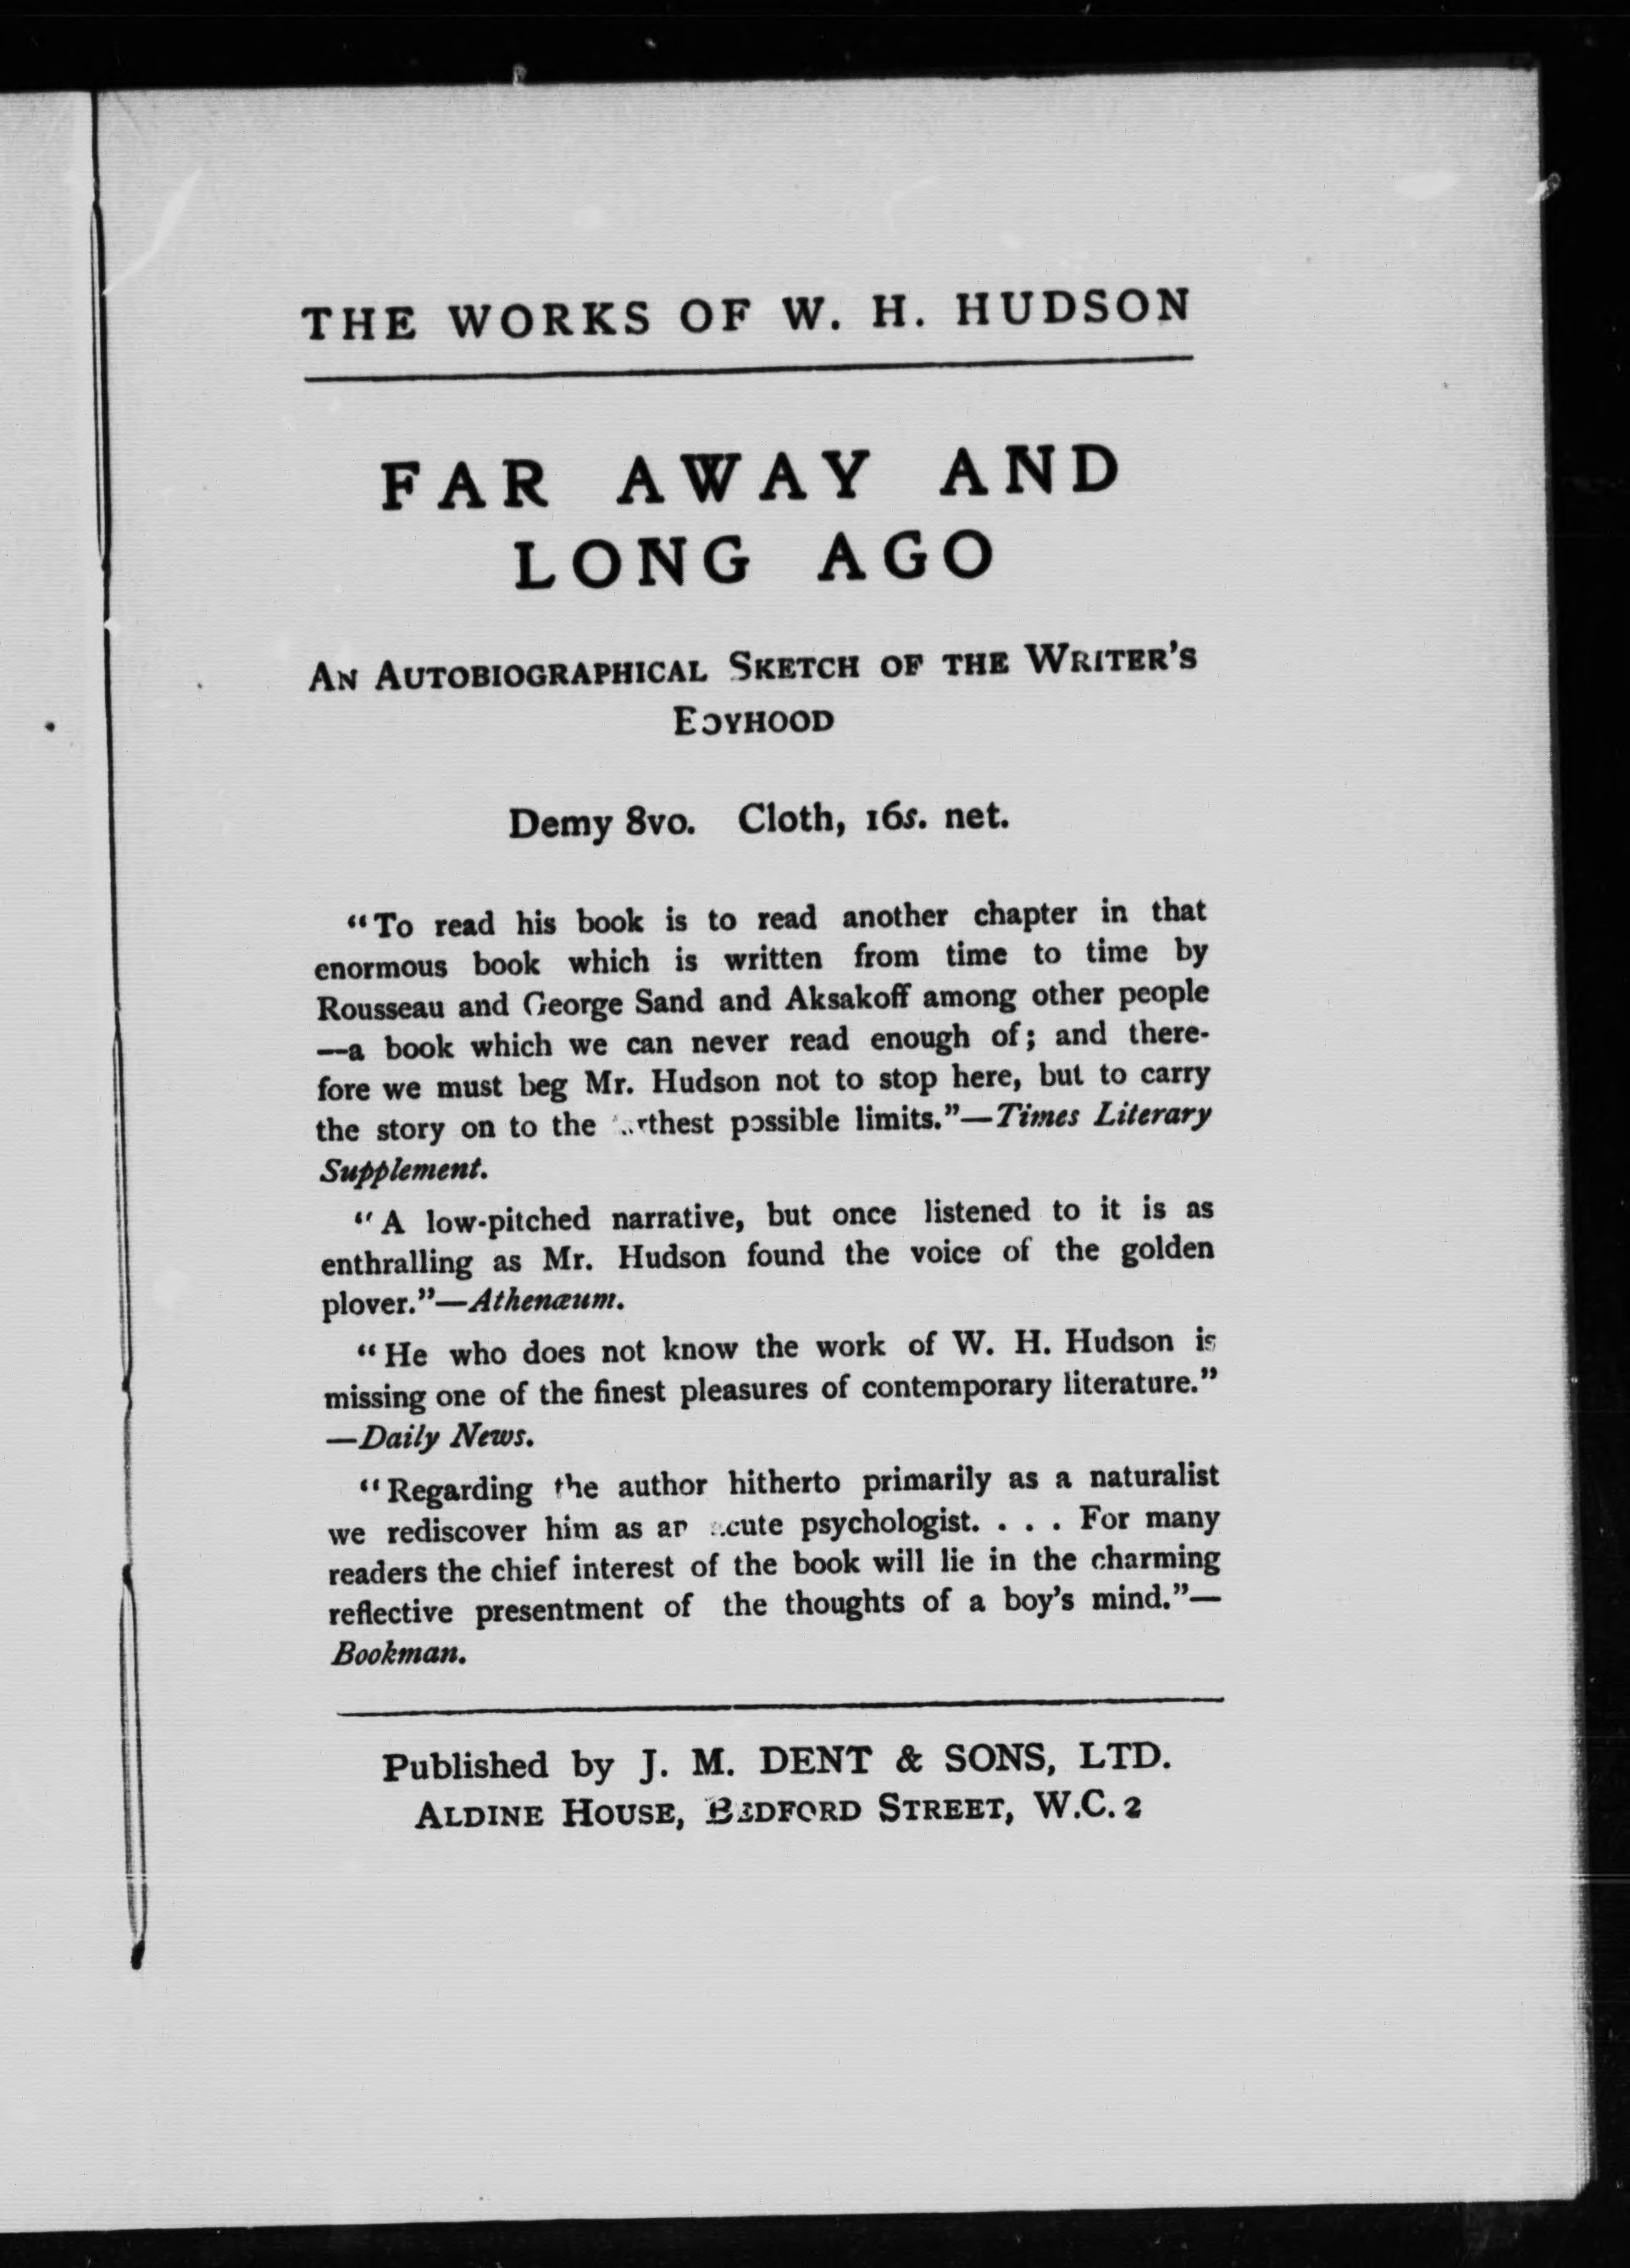 THE WORKS OF W. H. HUDSON
FAR AWAY AND
LONG AGO
AN AUTOBIOGRAPHICAL SKETCH OF THE WRITER'S
BOYHOOD
Demy 8vo. Cloth, 16s. net.
"To read his book is to read another chapter in that
enormous book which is written from time to time by
Rousseau and George Sand and Aksakoff among other people
—a book which we can never read enough of; and there-
fore we must beg Mr. Hudson not to stop here, but to carry
the story on to the possible limits."—Times Literary
Supplement.
"A low-pitched narrative, but once listened to it is as
enthralling as Mr. Hudson found the voice of the golden
plover."—Athenæum.
"He who does not know the work of W. H. Hudson is
missing one of the finest pleasures of contemporary literature."
—Daily News.
"Regarding the author hitherto primarily as a naturalist
we rediscover him as an acute psychologist. . . . For many
readers the chief interest of the book will lie in the charming
reflective presentment of the thoughts of a boy's mind."—
Bookman.
Published by J. M. DENT & SONS, LTD.
ALDINE HOUSE, BEDFORD STREET, W.C. 2